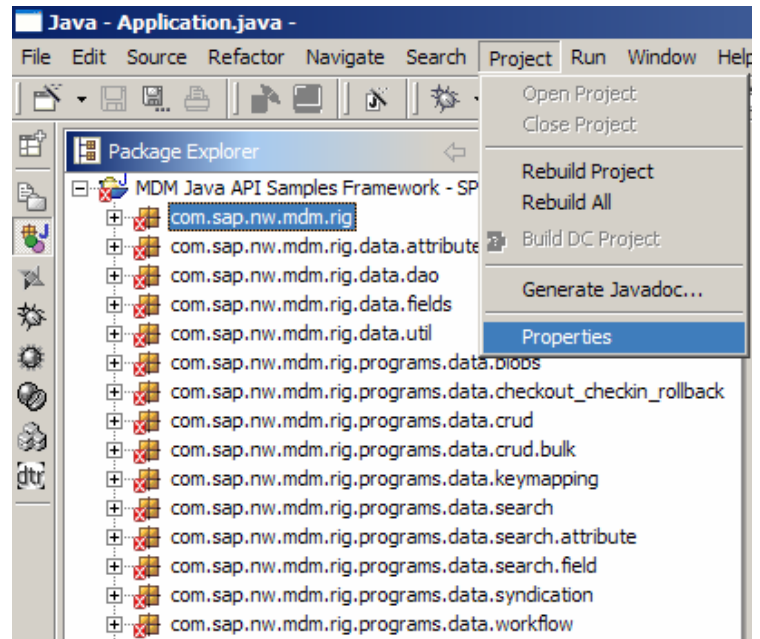 Java - Application.java -
File Edit Source Refactor Navigate Search Project Run Window Help
Open Project
Close Project
Rebuild Project
Rebuild All
Build DC Project
Generate Javadoc...
Properties
Package Explorer
MDM Java API Samples Framework - SP
com.sap.nw.mdm.rig
com.sap.nw.mdm.rig.data.attribute
com.sap.nw.mdm.rig.data.dao
com.sap.nw.mdm.rig.data.fields
com.sap.nw.mdm.rig.data.util
com.sap.nw.mdm.rig.programs.data.blobs
com.sap.nw.mdm.rig.programs.data.checkout_checkin_rollback
com.sap.nw.mdm.rig.programs.data.crud
com.sap.nw.mdm.rig.programs.data.crud.bulk
com.sap.nw.mdm.rig.programs.data.keymapping
com.sap.nw.mdm.rig.programs.data.search
com.sap.nw.mdm.rig.programs.data.search.attribute
com.sap.nw.mdm.rig.programs.data.search.field
com.sap.nw.mdm.rig.programs.data.syndication
com.sap.nw.mdm.rig.programs.data.workflow
dtr